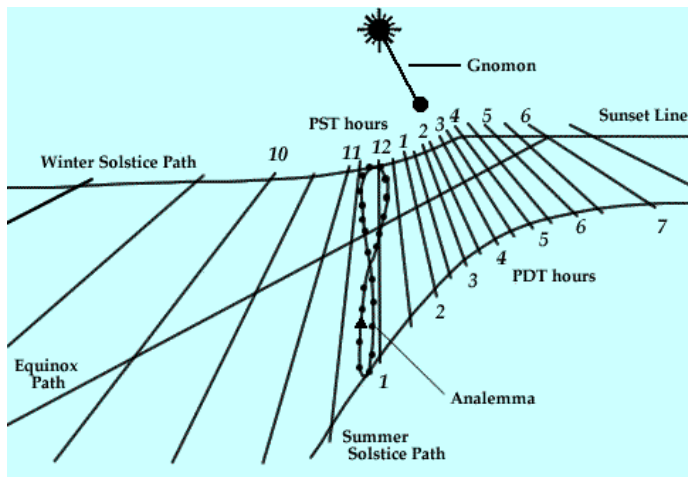 Gnomon
PST hours
Sunset Line
Winter Solstice Path
10
11
12
1
2
3
4
5
6
7
6
5
4
3
2
1
PDT hours
Equinox
Path
Analemma
Summer
Solstice Path